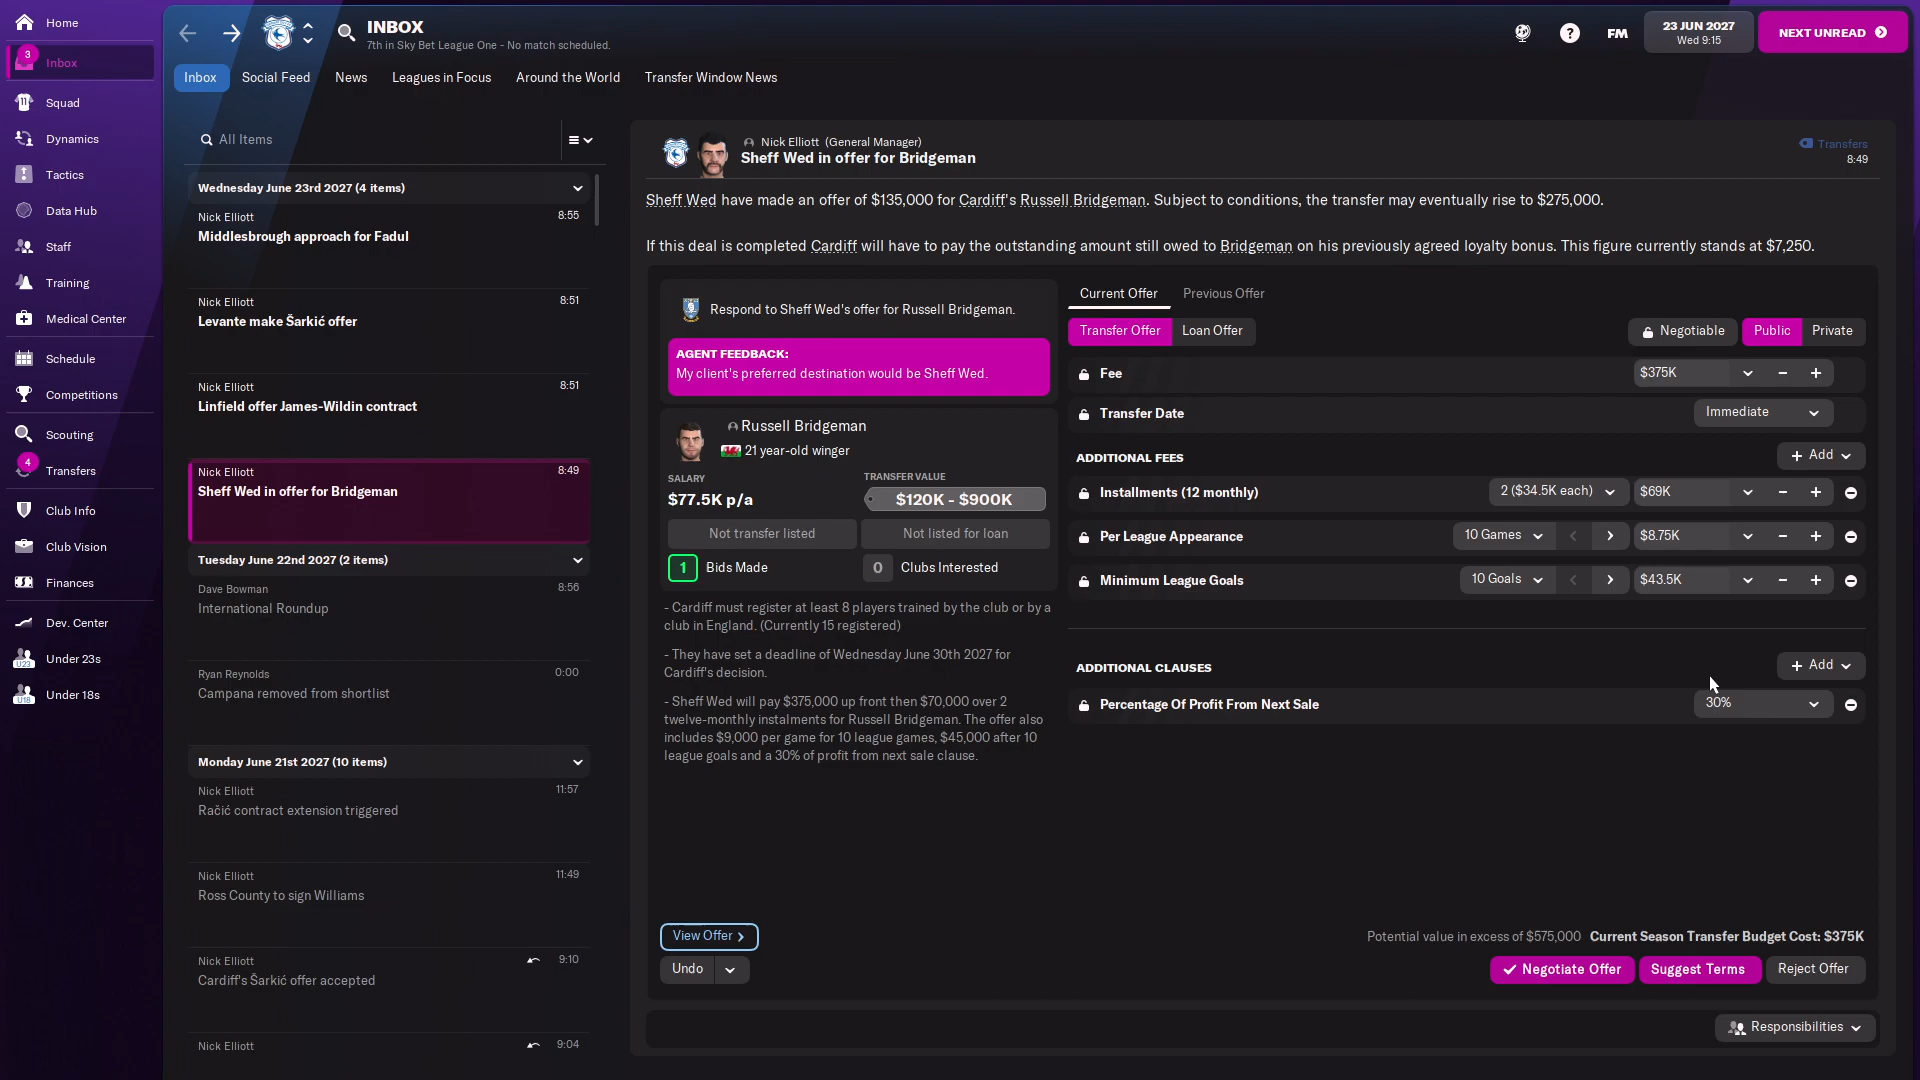 Home
3
Inbox
Squad
Dynamics
Tactics
Data Hub
Staff
Training
Medical Center
Schedule
Competitions
Scouting
4
Transfers
Club Info
Club Vision
Finances
Dev. Center
U23
Under 23s
U18
Under 18s
INBOX
7th in Sky Bet League One - No match scheduled.
?
FM
23 JUN 2027
Wed 9:15
NEXT UNREAD
Inbox Social Feed News Leagues in Focus Around the World Transfer Window News
All Items
Wednesday June 23rd 2027 (4 items)
Nick Elliott 8:55
Middlesbrough approach for Fadul
Nick Elliott 8:51
Levante make Šarkić offer
Nick Elliott 8:51
Linfield offer James-Wildin contract
Nick Elliott 8:49
Sheff Wed in offer for Bridgeman
Tuesday June 22nd 2027 (2 items)
Dave Bowman 8:56
International Roundup
Ryan Reynolds 0:00
Campana removed from shortlist
Monday June 21st 2027 (10 items)
Nick Elliott 11:57
Račić contract extension triggered
Nick Elliott 11:49
Ross County to sign Williams
Nick Elliott 9:10
Cardiff's Šarkić offer accepted
Nick Elliott 9:04
Nick Elliott (General Manager)
Sheff Wed in offer for Bridgeman
Transfers
8:49
Sheff Wed have made an offer of $135,000 for Cardiff's Russell Bridgeman. Subject to conditions, the transfer may eventually rise to $275,000.
If this deal is completed Cardiff will have to pay the outstanding amount still owed to Bridgeman on his previously agreed loyalty bonus. This figure currently stands at $7,250.
Respond to Sheff Wed's offer for Russell Bridgeman.
AGENT FEEDBACK:
My client's preferred destination would be Sheff Wed.
Russell Bridgeman
21 year-old winger
SALARY TRANSFER VALUE
$77.5K p/a $120K - $900K
Not transfer listed Not listed for loan
1 Bids Made 0 Clubs Interested
- Cardiff must register at least 8 players trained by the club or by a
club in England. (Currently 15 registered)
- They have set a deadline of Wednesday June 30th 2027 for
Cardiff's decision.
- Sheff Wed will pay $375,000 up front then $70,000 over 2
twelve-monthly instalments for Russell Bridgeman. The offer also
includes $9,000 per game for 10 league games, $45,000 after 10
league goals and a 30% of profit from next sale clause.
View Offer
Undo
Current Offer Previous Offer
Transfer Offer Loan Offer Negotiable Public Private
Fee $375K
Transfer Date Immediate
ADDITIONAL FEES Add
Installments (12 monthly) 2 ($34.5K each) $69K
Per League Appearance 10 Games $8.75K
Minimum League Goals 10 Goals $43.5K
ADDITIONAL CLAUSES Add
Percentage Of Profit From Next Sale 30%
Potential value in excess of $575,000 Current Season Transfer Budget Cost: $375K
Negotiate Offer Suggest Terms Reject Offer
Responsibilities